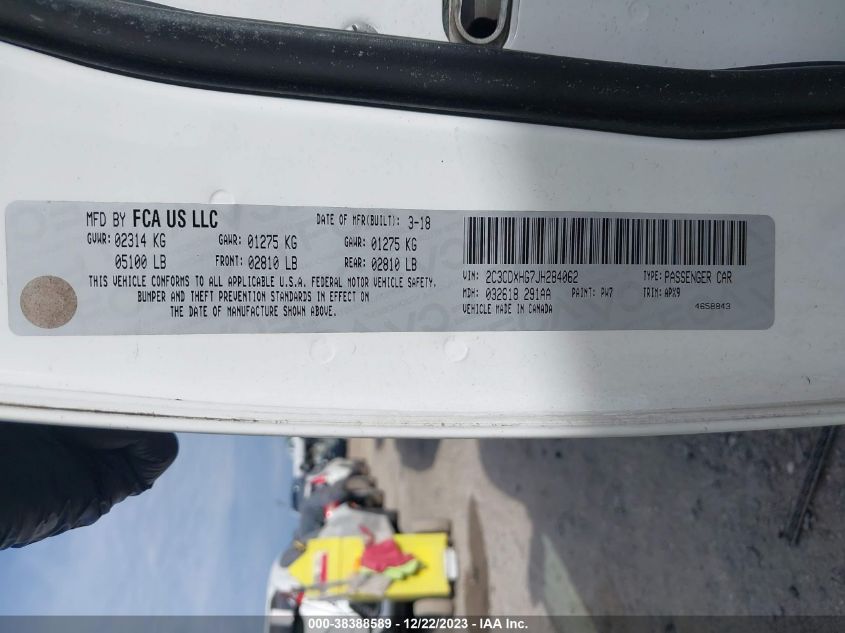 MFD BY FCA US LLC DATE OF MFR(BUILT): 3-18
GVWR: 02314 KG GAWR: 01275 KG GAWR: 01275 KG
05100 LB FRONT: 02810 LB REAR: 02810 LB
THIS VEHICLE CONFORMS TO ALL APPLICABLE U.S.A. FEDERAL MOTOR VEHICLE SAFETY,
BUMPER AND THEFT PREVENTION STANDARDS IN EFFECT ON
THE DATE OF MANUFACTURE SHOWN ABOVE.
VIN: 2C3CDXHG7JH284062 TYPE: PASSENGER CAR
MDH: 032618 291AA PAINT: PW7 TRIM: APX9
VEHICLE MADE IN CANADA 4658843
000-38388589 - 12/22/2023 - IAA Inc.